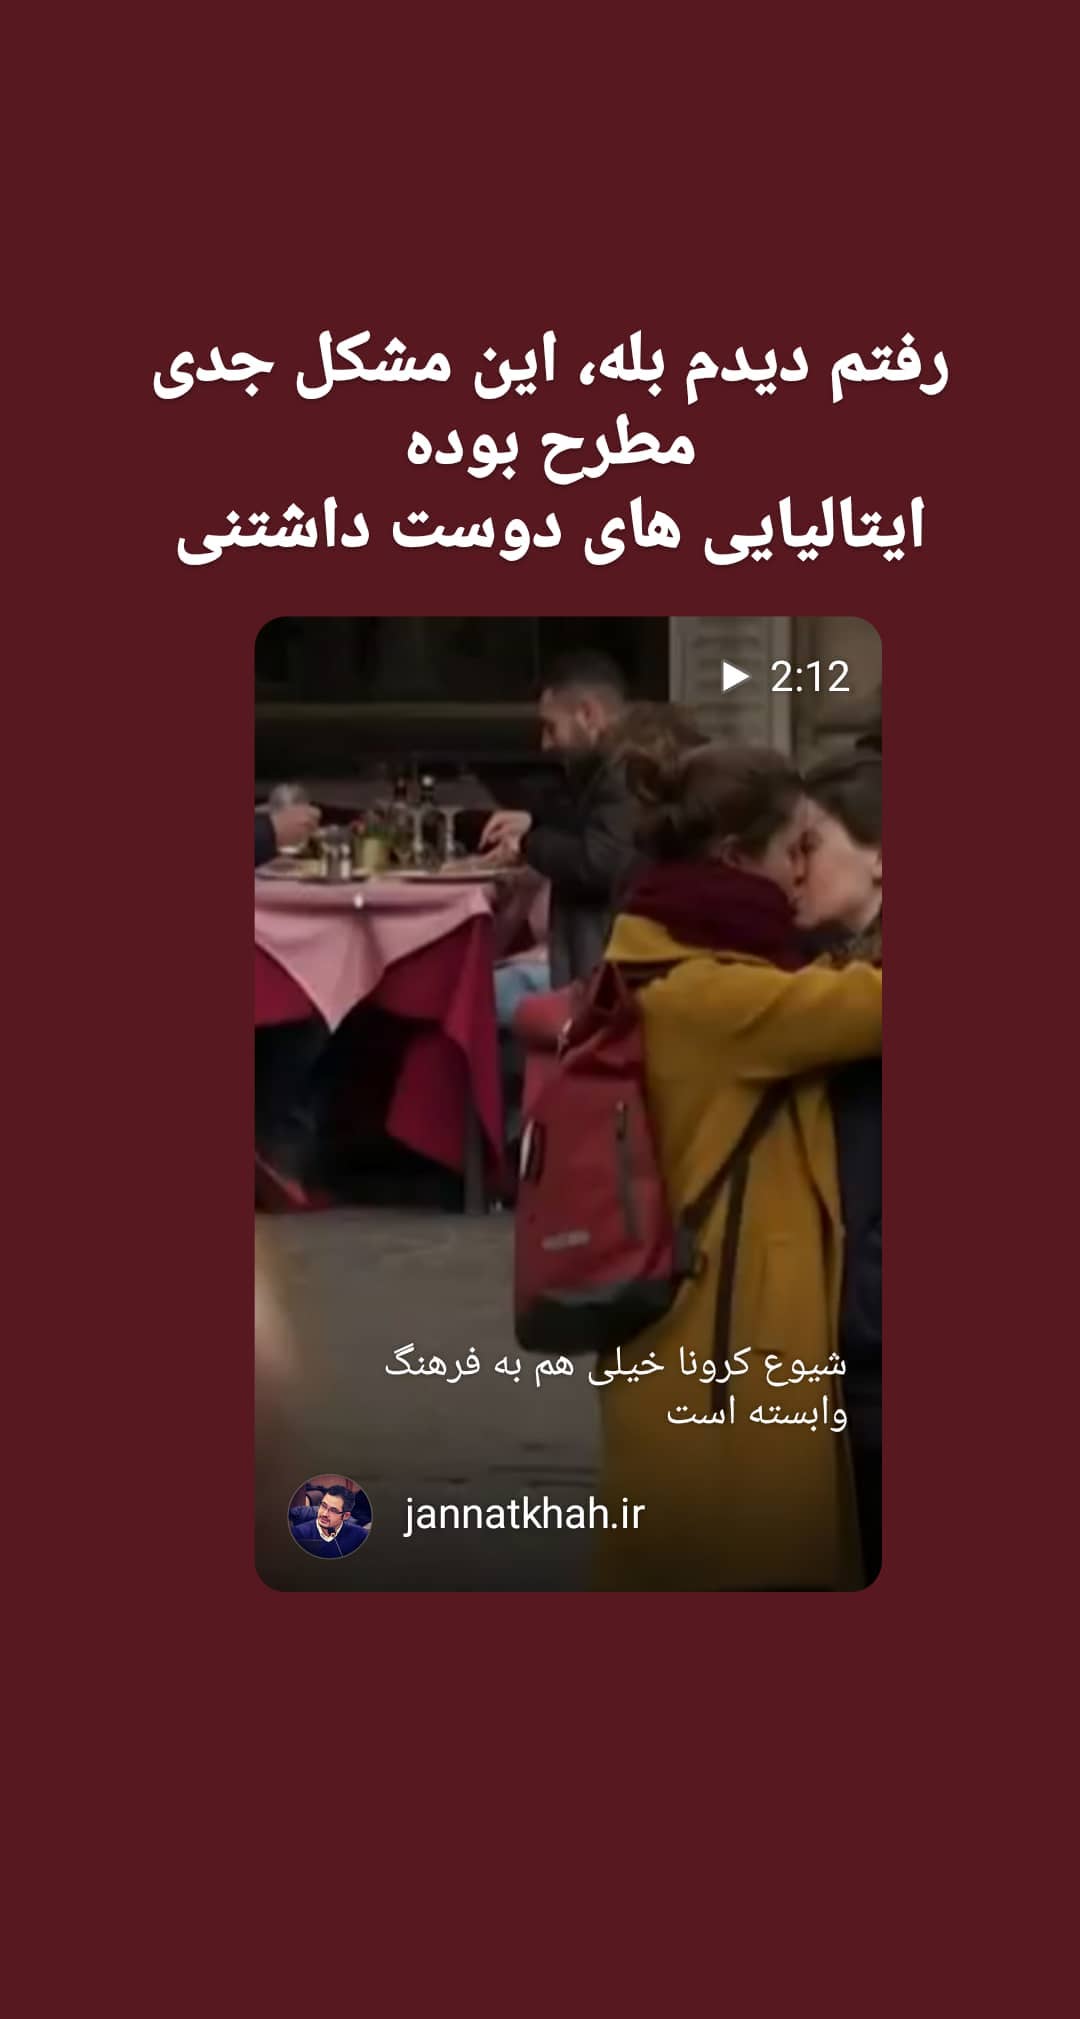 رفتم دیدم بله، این مشکل جدی
مطرح بوده
ایتالیایی های دوست داشتنی
2:12
شیوع کرونا خیلی هم به فرهنگ
وابسته است
jannatkhah.ir